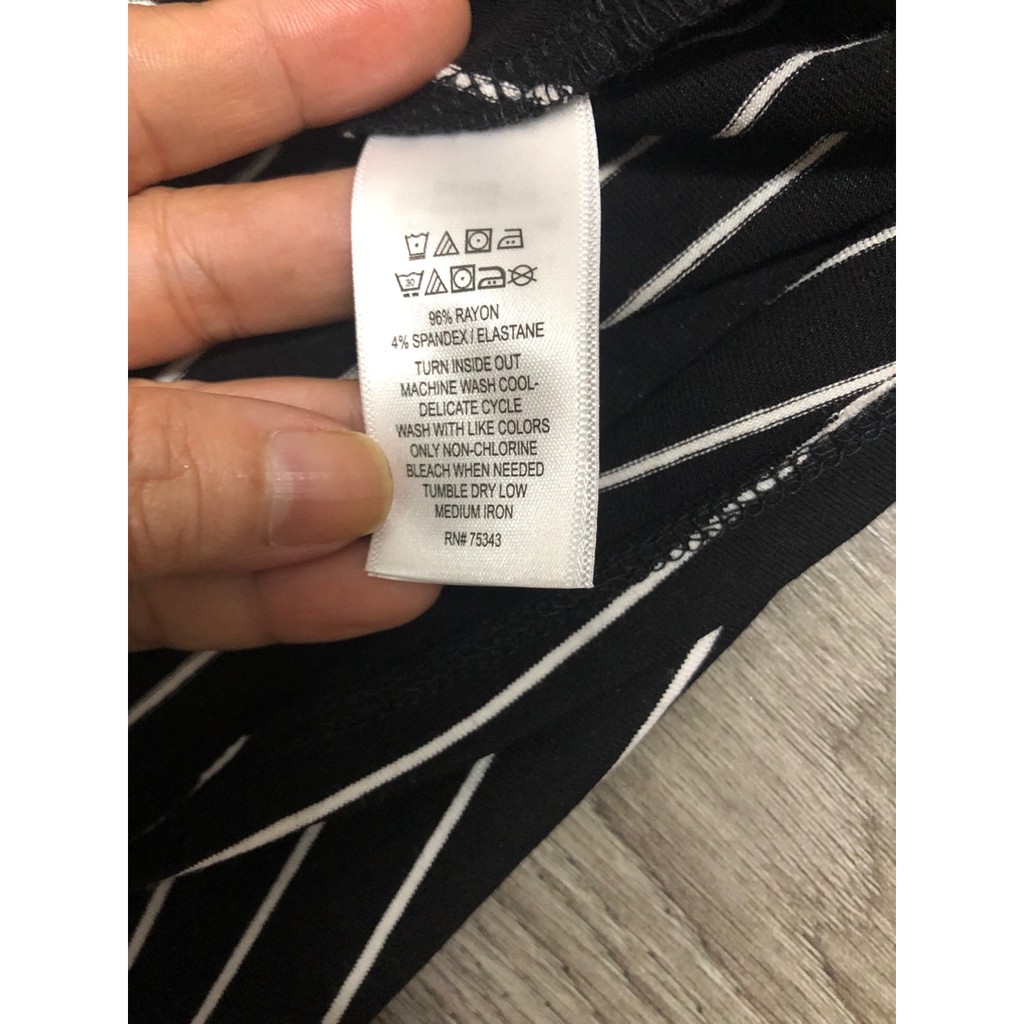 30
96% RAYON
4% SPANDEX / ELASTANE
TURN INSIDE OUT
MACHINE WASH COOL-
DELICATE CYCLE
WASH WITH LIKE COLORS
ONLY NON-CHLORINE
BLEACH WHEN NEEDED
TUMBLE DRY LOW
MEDIUM IRON
RN# 75343